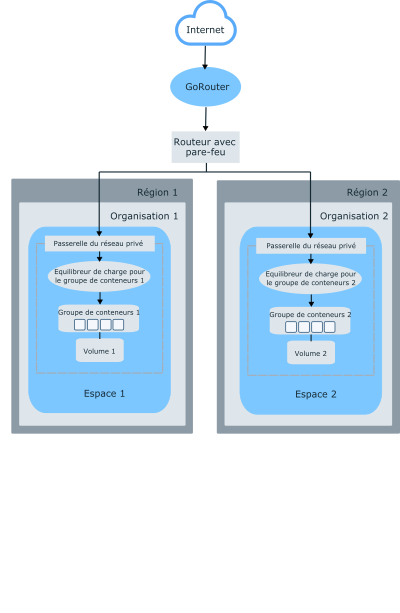 Internet
GoRouter
Routeur avec
pare-feu
Région 1
Organisation 1
Passerelle du réseau privé
Equilibreur de charge pour
le groupe de conteneurs 1
Groupe de conteneurs 1
Volume 1
Espace 1
Région 2
Organisation 2
Passerelle du réseau privé
Equilibreur de charge pour
le groupe de conteneurs 2
Groupe de conteneurs 2
Volume 2
Espace 2